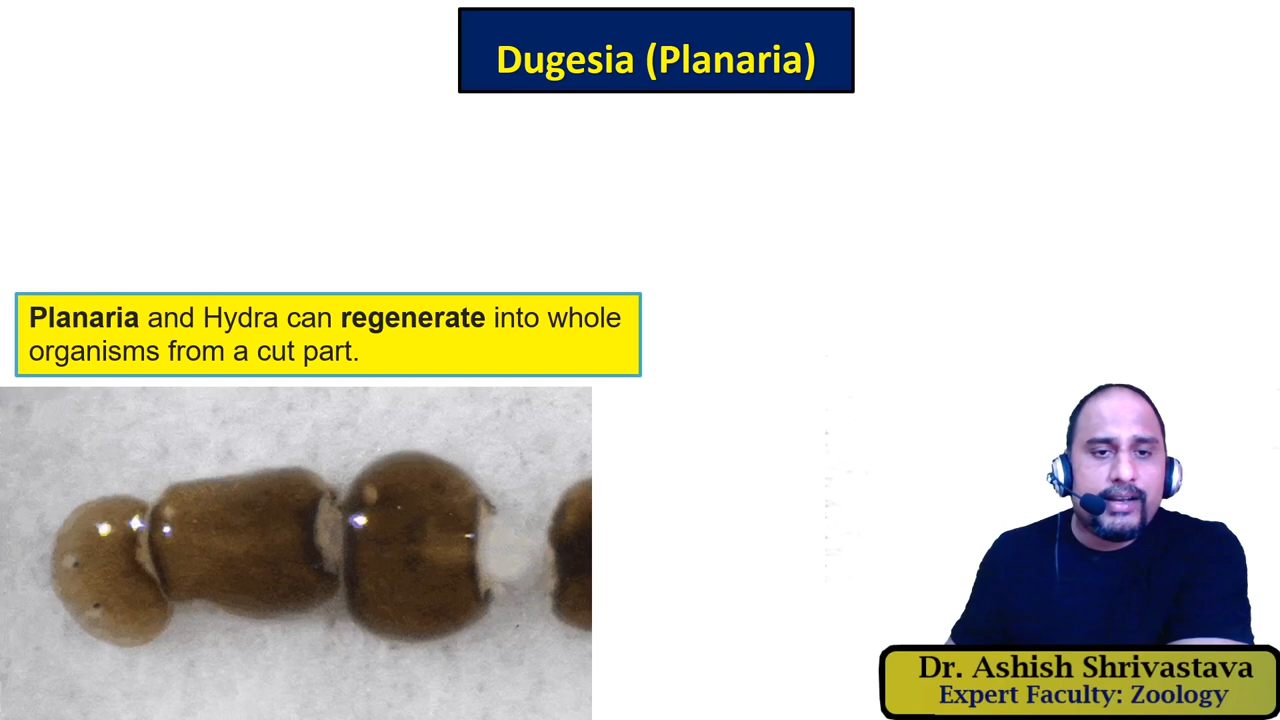 Dugesia (Planaria)
Planaria and Hydra can regenerate into whole
organisms from a cut part.
Dr. Ashish Shrivastava
Expert Faculty: Zoology